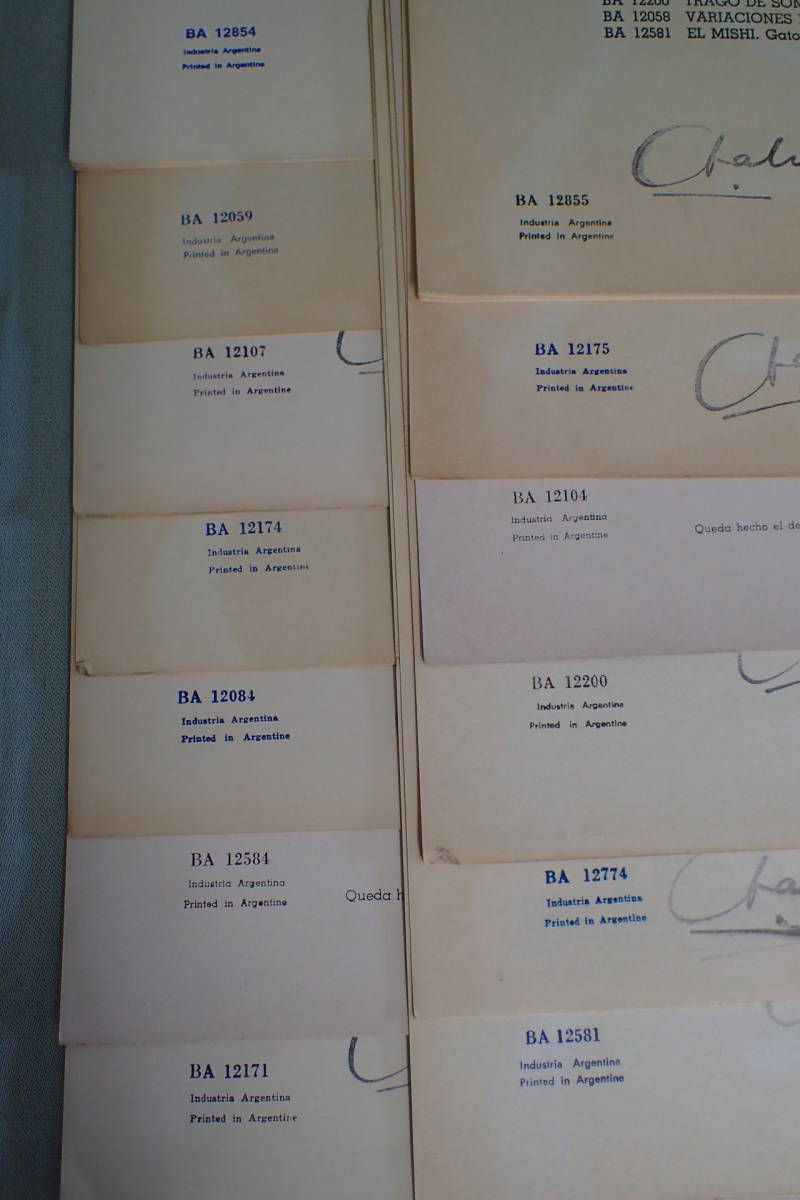 BA 12854
Industria Argentina
Printed in Argentine
BA 12059
Industria Argentina
Printed in Argentine
BA 12107
Industria Argentina
Printed in Argentine
BA 12174
Industria Argentina
Printed in Argentine
BA 12084
Industria Argentina
Printed in Argentine
BA 12584
Industria Argentina
Printed in Argentine
Queda h
BA 12171
Industria Argentina
Printed in Argentine
BA 12200 TRAGO DE SOM
BA 12058 VARIACIONES
BA 12581 EL MISHI. Gato
BA 12855
Industria Argentina
Printed in Argentine
BA 12175
Industria Argentina
Printed in Argentine
BA 12104
Industria Argentina
Printed in Argentine
Queda hecho el de
BA 12200
Industria Argentina
Printed in Argentine
BA 12774
Industria Argentina
Printed in Argentine
BA 12581
Industria Argentina
Printed in Argentine